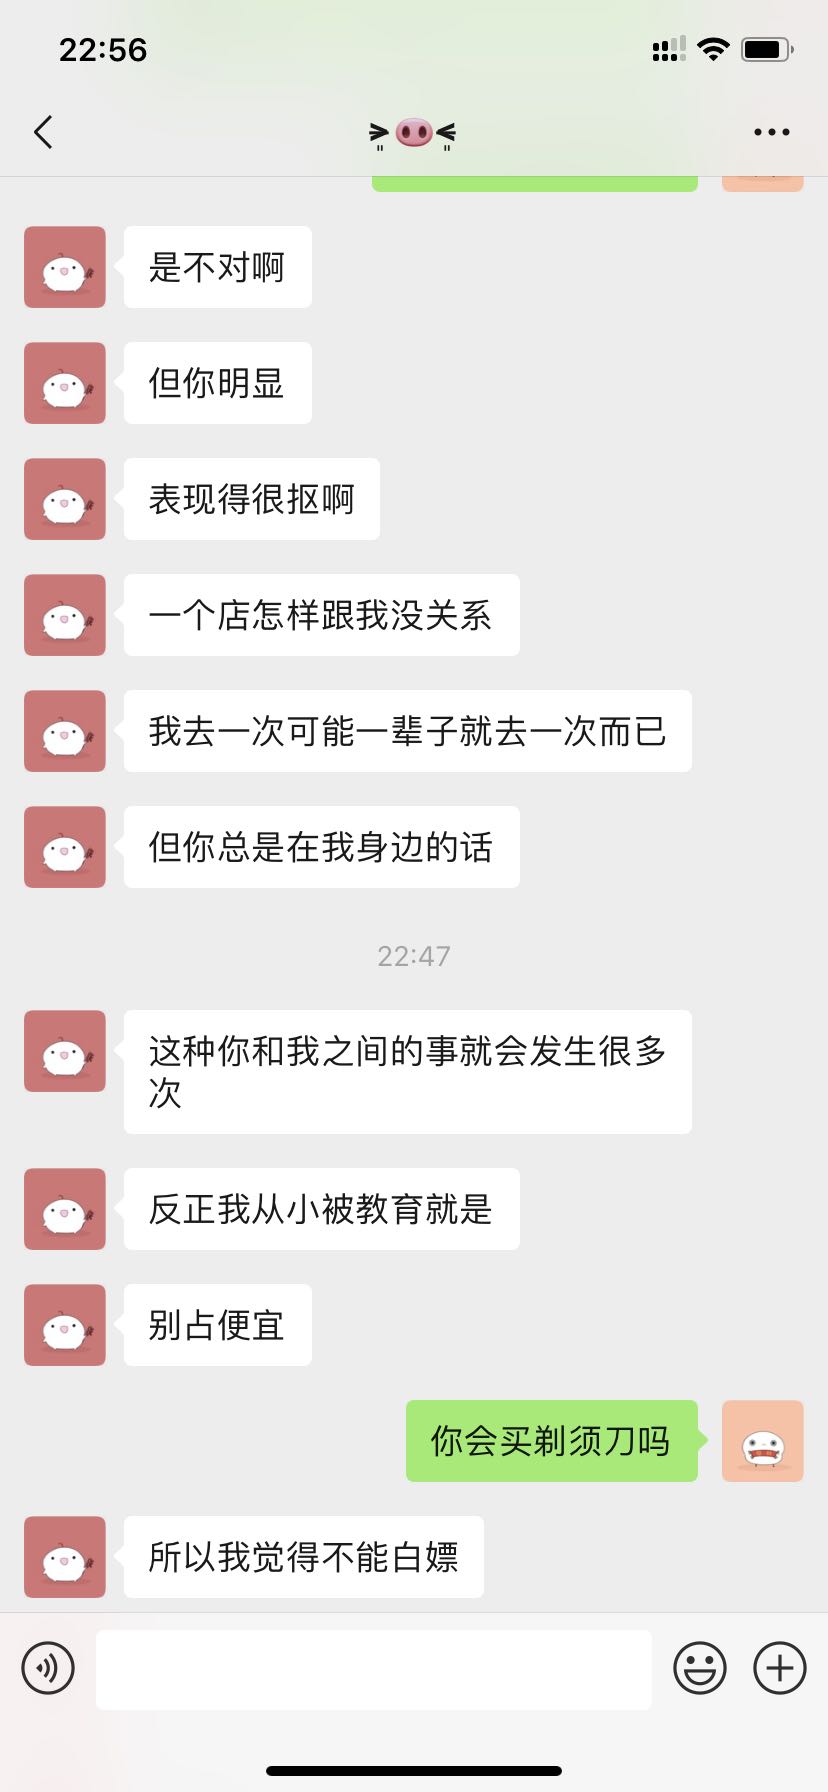 22:56
是不对啊
但你明显
表现得很抠啊
一个店怎样跟我没关系
我去一次可能一辈子就去一次而已
但你总是在我身边的话
22:47
这种你和我之间的事就会发生很多
次
反正我从小被教育就是
别占便宜
你会买剃须刀吗
所以我觉得不能白嫖